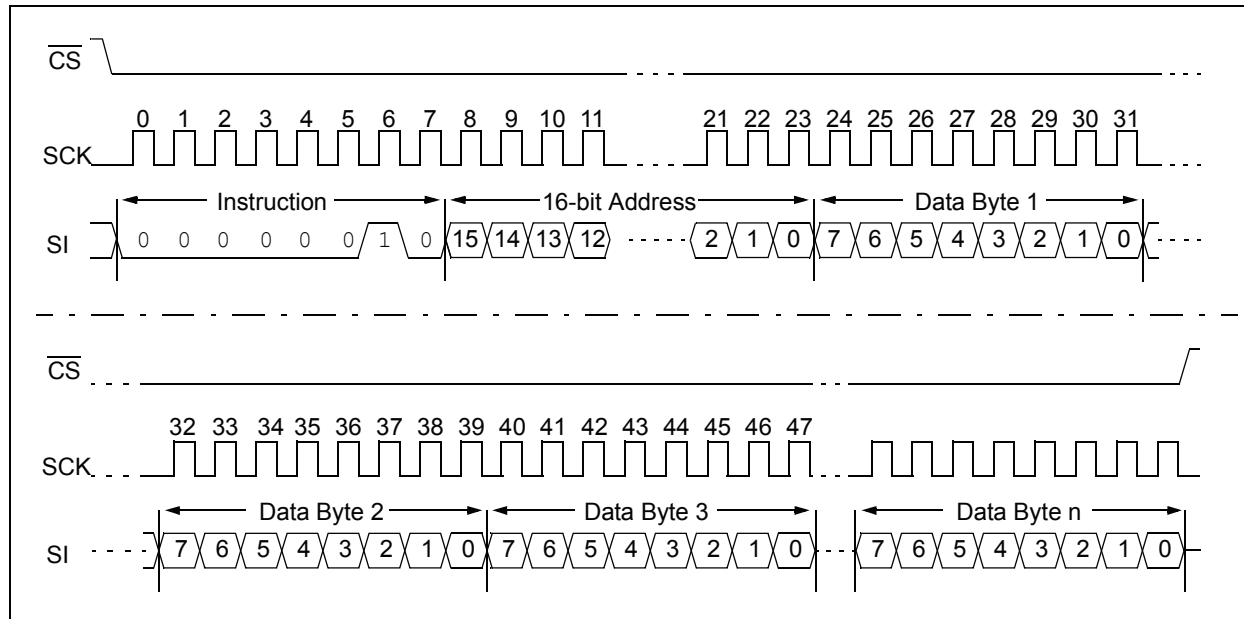 CS
0 1 2 3 4 5 6 7 8 9 10 11 21 22 23 24 25 26 27 28 29 30 31
SCK
Instruction 16-bit Address Data Byte 1
SI 0 0 0 0 0 0 1 0 15 14 13 12 2 1 0 7 6 5 4 3 2 1 0
CS
32 33 34 35 36 37 38 39 40 41 42 43 44 45 46 47
SCK
Data Byte 2 Data Byte 3 Data Byte n
SI 7 6 5 4 3 2 1 0 7 6 5 4 3 2 1 0 7 6 5 4 3 2 1 0